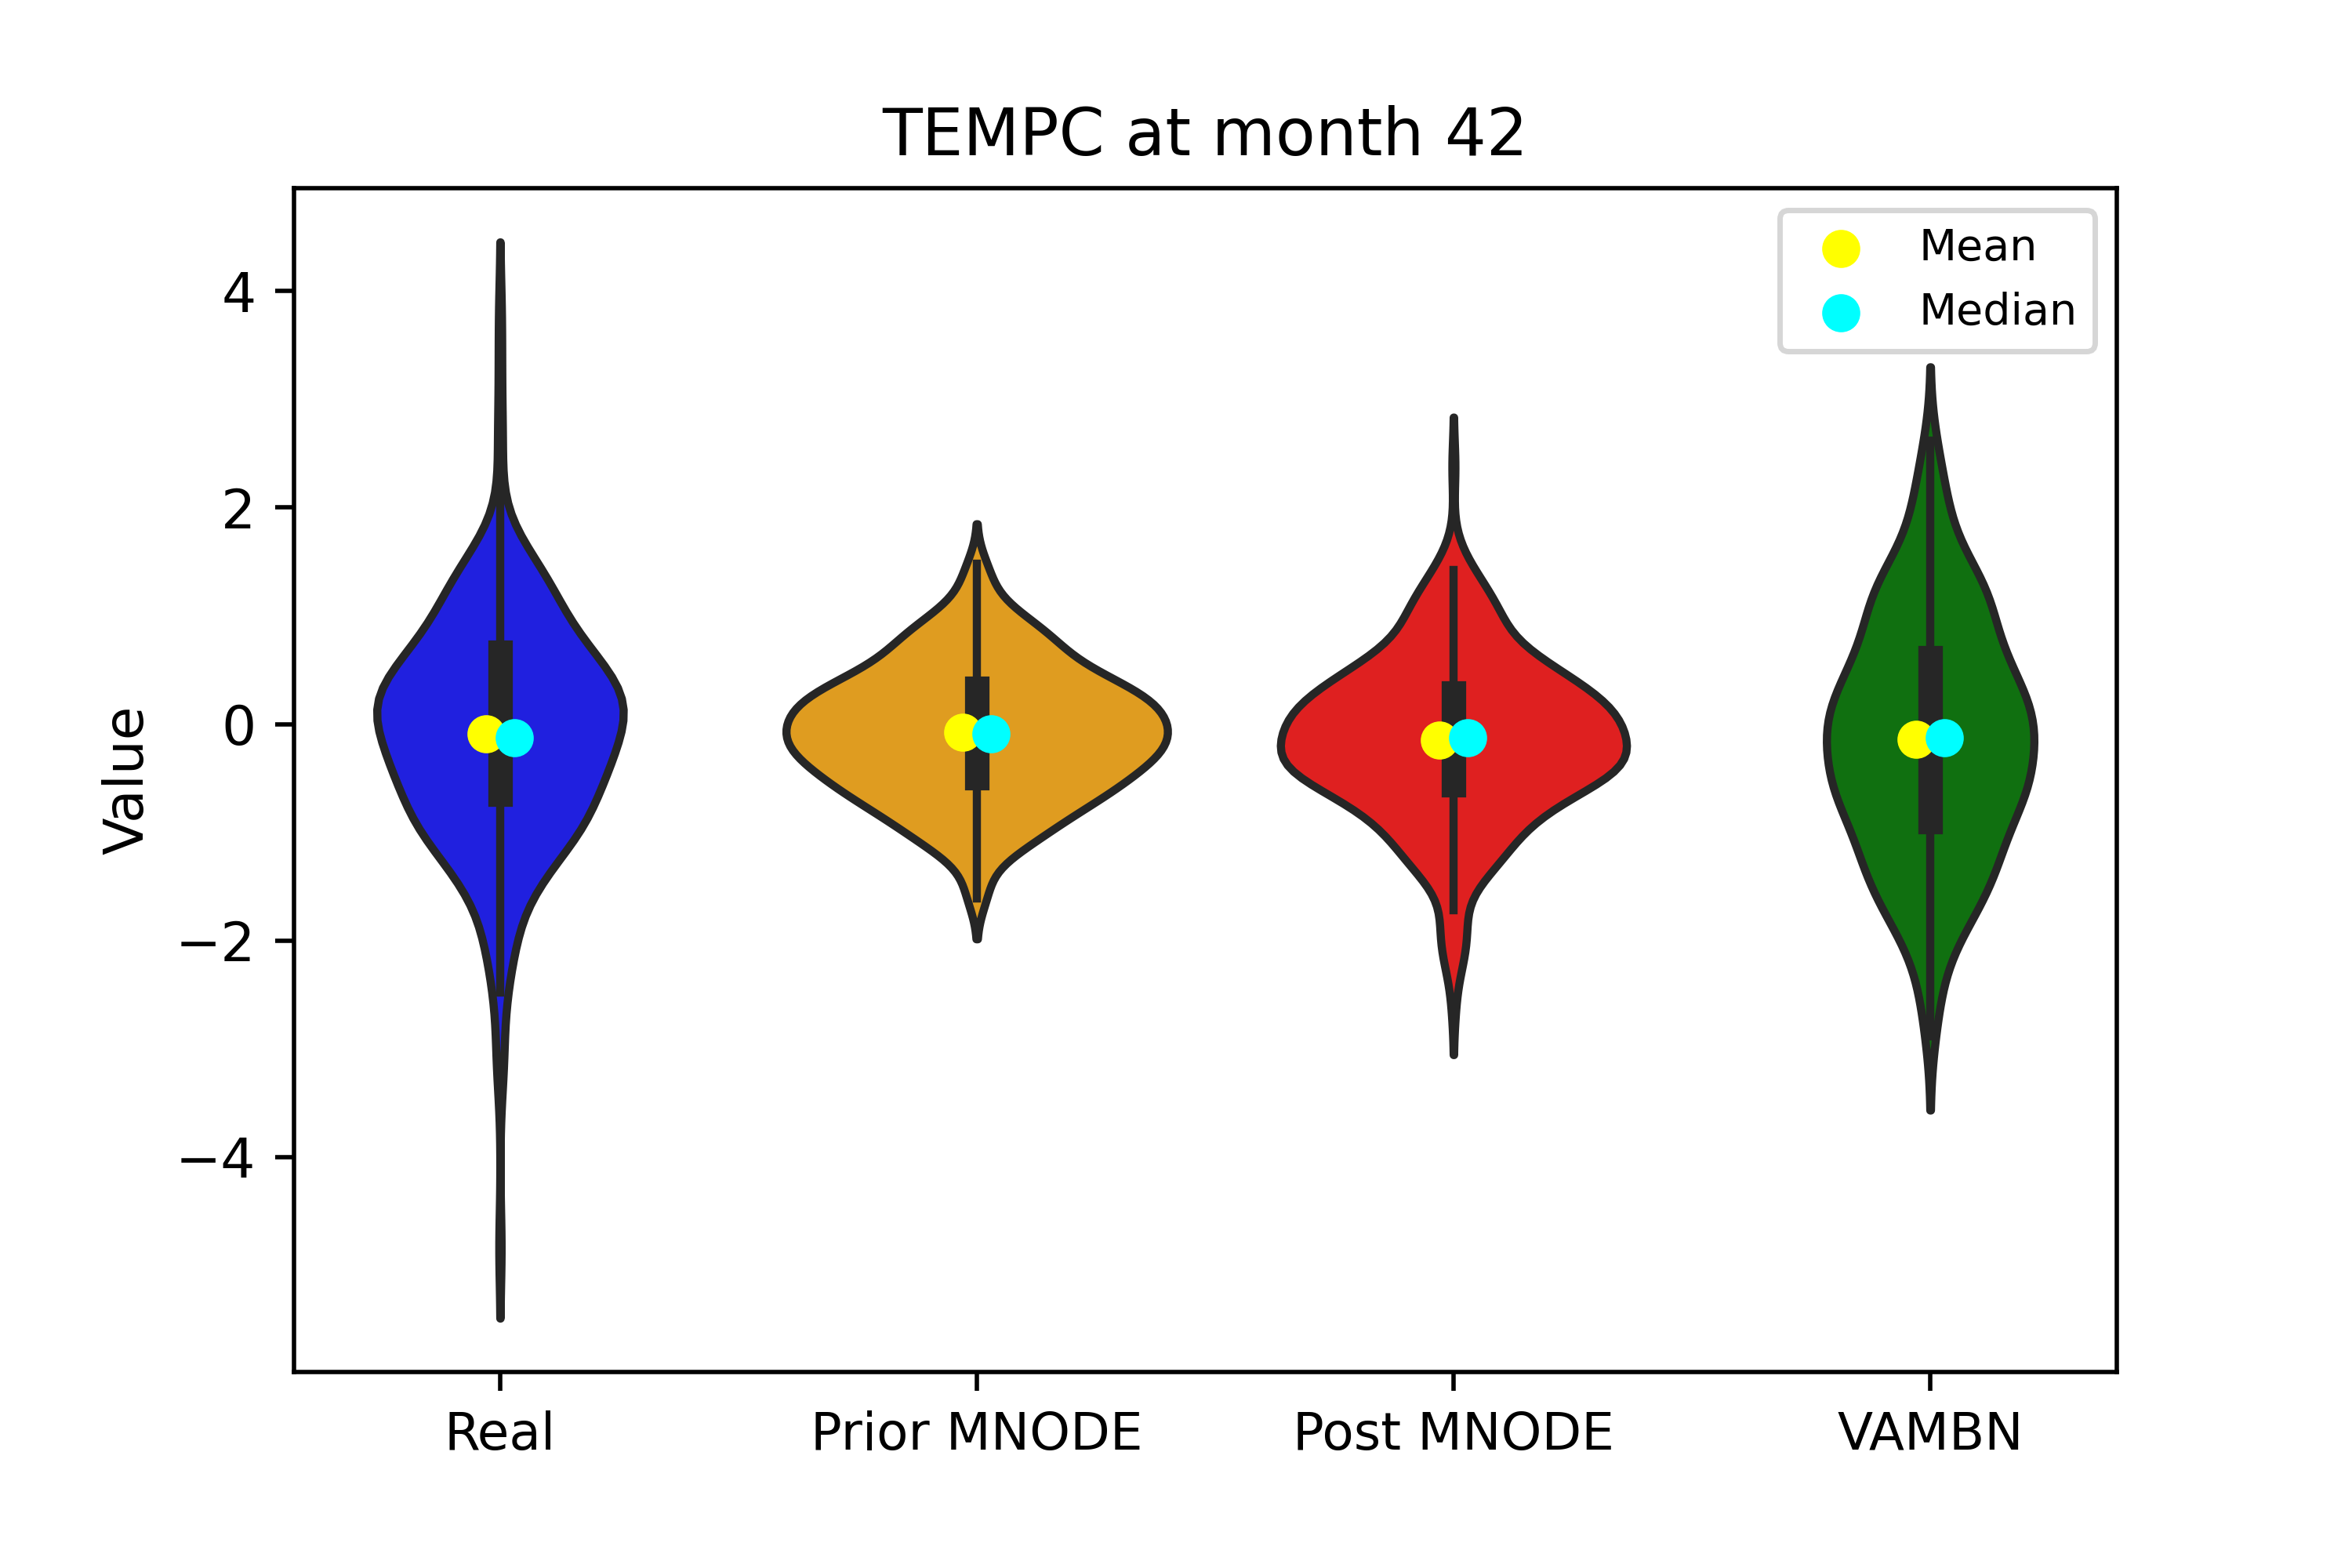 TEMPC at month 42
Mean
Median
4
2
0
−2
−4
Value
Real
Prior MNODE
Post MNODE
VAMBN